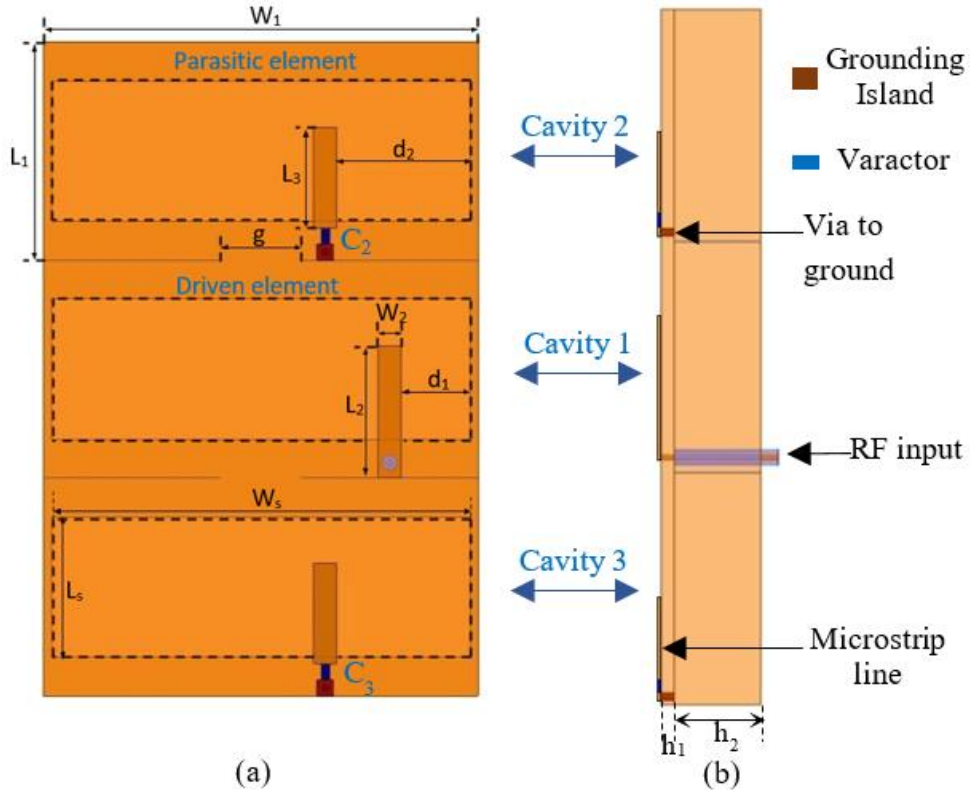 W₁
Parasitic element
L₁
L₃
d₂
g
C₂
Driven element
W₂
L₂
d₁
Wₛ
Lₛ
C₃
(a)
Cavity 2
Cavity 1
Cavity 3
Grounding
Island
Varactor
Via to
ground
RF input
Microstrip
line
h₁
h₂
(b)